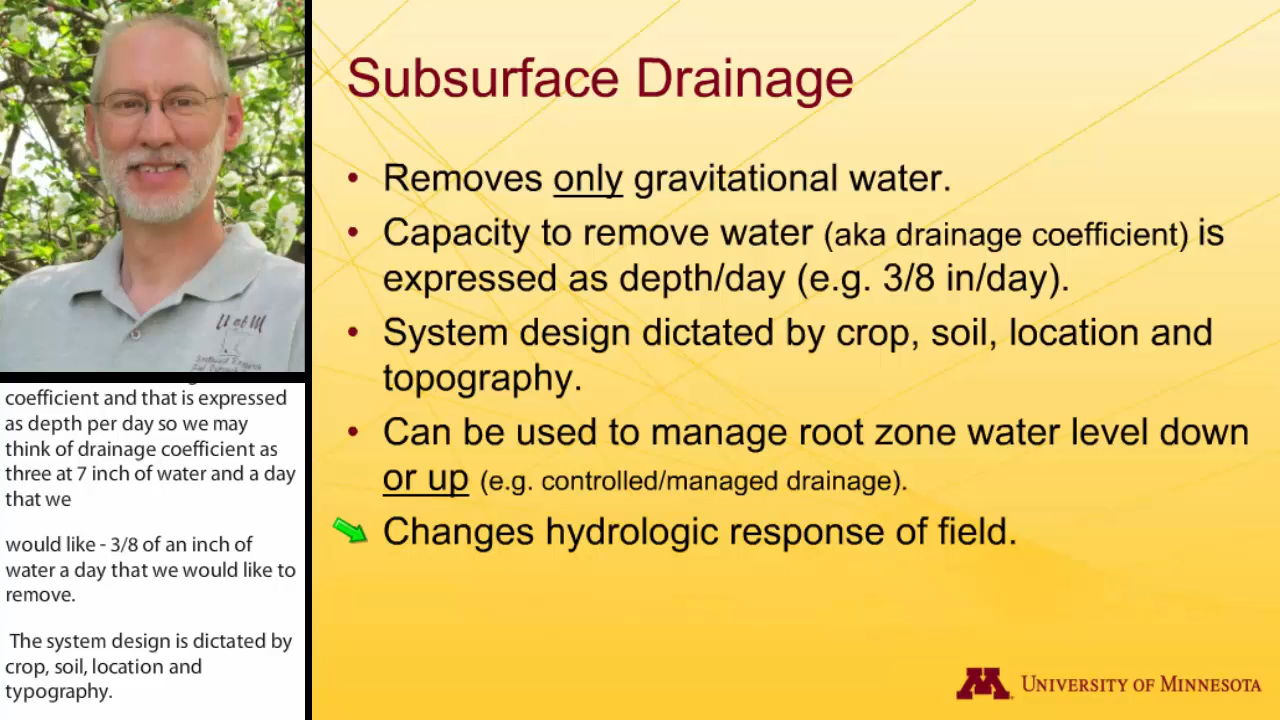 Subsurface Drainage
• Removes only gravitational water.
• Capacity to remove water (aka drainage coefficient) is
expressed as depth/day (e.g. 3/8 in/day).
• System design dictated by crop, soil, location and
topography.
• Can be used to manage root zone water level down
or up (e.g. controlled/managed drainage).
Changes hydrologic response of field.
M UNIVERSITY OF MINNESOTA
U of M
coefficient and that is expressed
as depth per day so we may
think of drainage coefficient as
three at 7 inch of water and a day
that we
would like - 3/8 of an inch of
water a day that we would like to
remove.
The system design is dictated by
crop, soil, location and
typography.